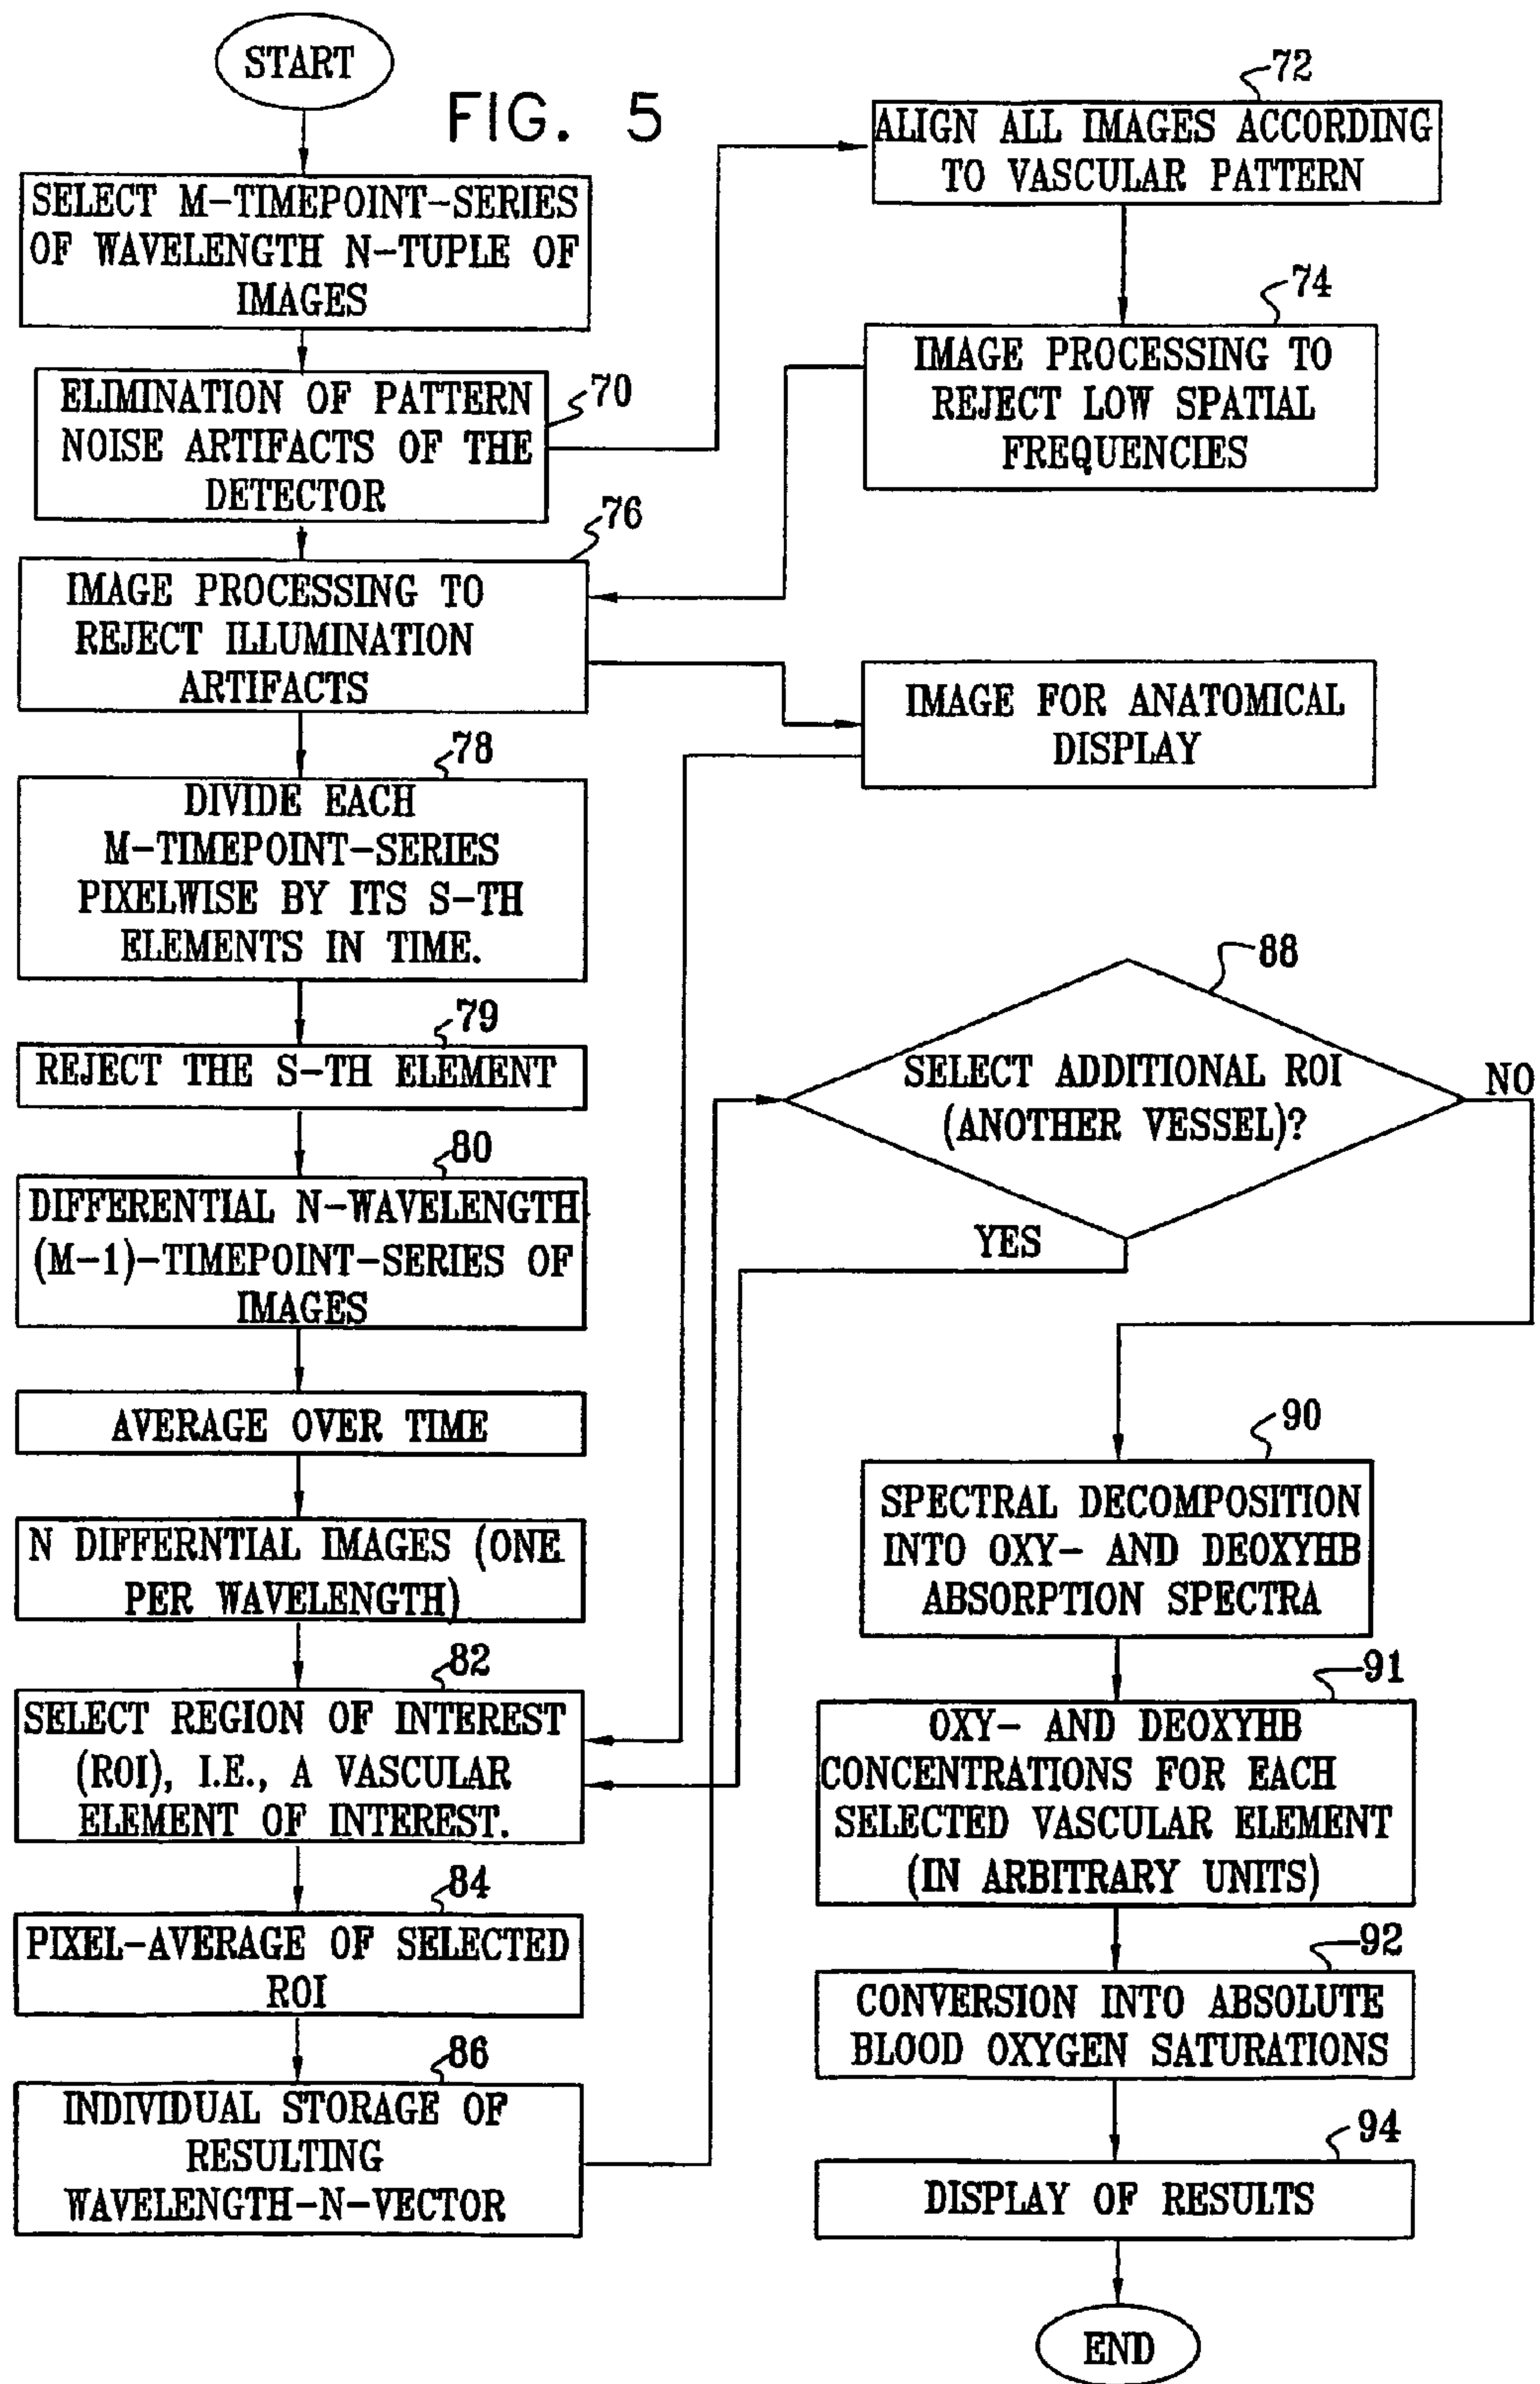 START
FIG. 5
SELECT M-TIMEPOINT-SERIES
OF WAVELENGTH N-TUPLE OF
IMAGES
70
ELIMINATION OF PATTERN
NOISE ARTIFACTS OF THE
DETECTOR
72
ALIGN ALL IMAGES ACCORDING
TO VASCULAR PATTERN
74
IMAGE PROCESSING TO
REJECT LOW SPATIAL
FREQUENCIES
76
IMAGE PROCESSING TO
REJECT ILLUMINATION
ARTIFACTS
IMAGE FOR ANATOMICAL
DISPLAY
78
DIVIDE EACH
M-TIMEPOINT-SERIES
PIXELWISE BY ITS S-TH
ELEMENTS IN TIME.
79
REJECT THE S-TH ELEMENT
80
DIFFERENTIAL N-WAVELENGTH
(M-1)-TIMEPOINT-SERIES OF
IMAGES
AVERAGE OVER TIME
N DIFFERNTIAL IMAGES (ONE
PER WAVELENGTH)
82
SELECT REGION OF INTEREST
(ROI), I.E., A VASCULAR
ELEMENT OF INTEREST.
84
PIXEL-AVERAGE OF SELECTED
ROI
86
INDIVIDUAL STORAGE OF
RESULTING
WAVELENGTH-N-VECTOR
88
SELECT ADDITIONAL ROI
(ANOTHER VESSEL)?
NO
YES
90
SPECTRAL DECOMPOSITION
INTO OXY- AND DEOXYHB
ABSORPTION SPECTRA
91
OXY- AND DEOXYHB
CONCENTRATIONS FOR EACH
SELECTED VASCULAR ELEMENT
(IN ARBITRARY UNITS)
92
CONVERSION INTO ABSOLUTE
BLOOD OXYGEN SATURATIONS
94
DISPLAY OF RESULTS
END